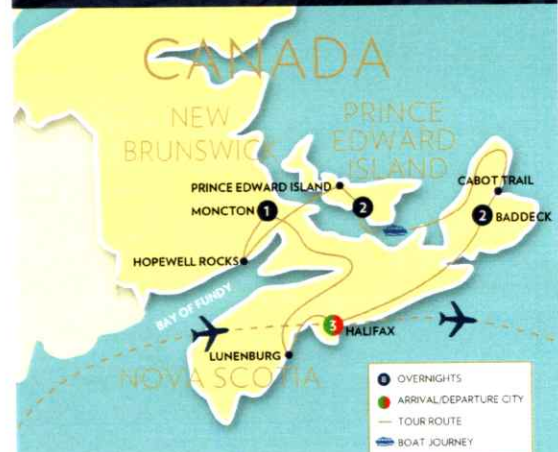 CANADA
NEW
BRUNSWICK
PRINCE
EDWARD
ISLAND
PRINCE EDWARD ISLAND
CABOT TRAIL
MONCTON 1
2
2 BADDECK
HOPEWELL ROCKS
BAY OF FUNDY
3 HALIFAX
LUNENBURG
NOVA SCOTIA
8 OVERNIGHTS
ARRIVAL/DEPARTURE CITY
TOUR ROUTE
BOAT JOURNEY